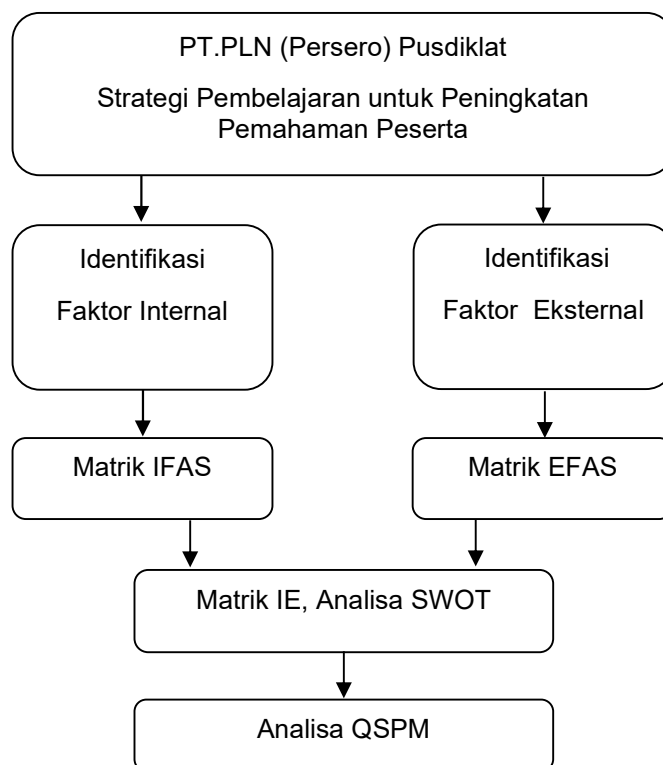 PT.PLN (Persero) Pusdiklat
Strategi Pembelajaran untuk Peningkatan
Pemahaman Peserta
Identifikasi
Faktor Internal
Identifikasi
Faktor Eksternal
Matrik IFAS
Matrik EFAS
Matrik IE, Analisa SWOT
Analisa QSPM